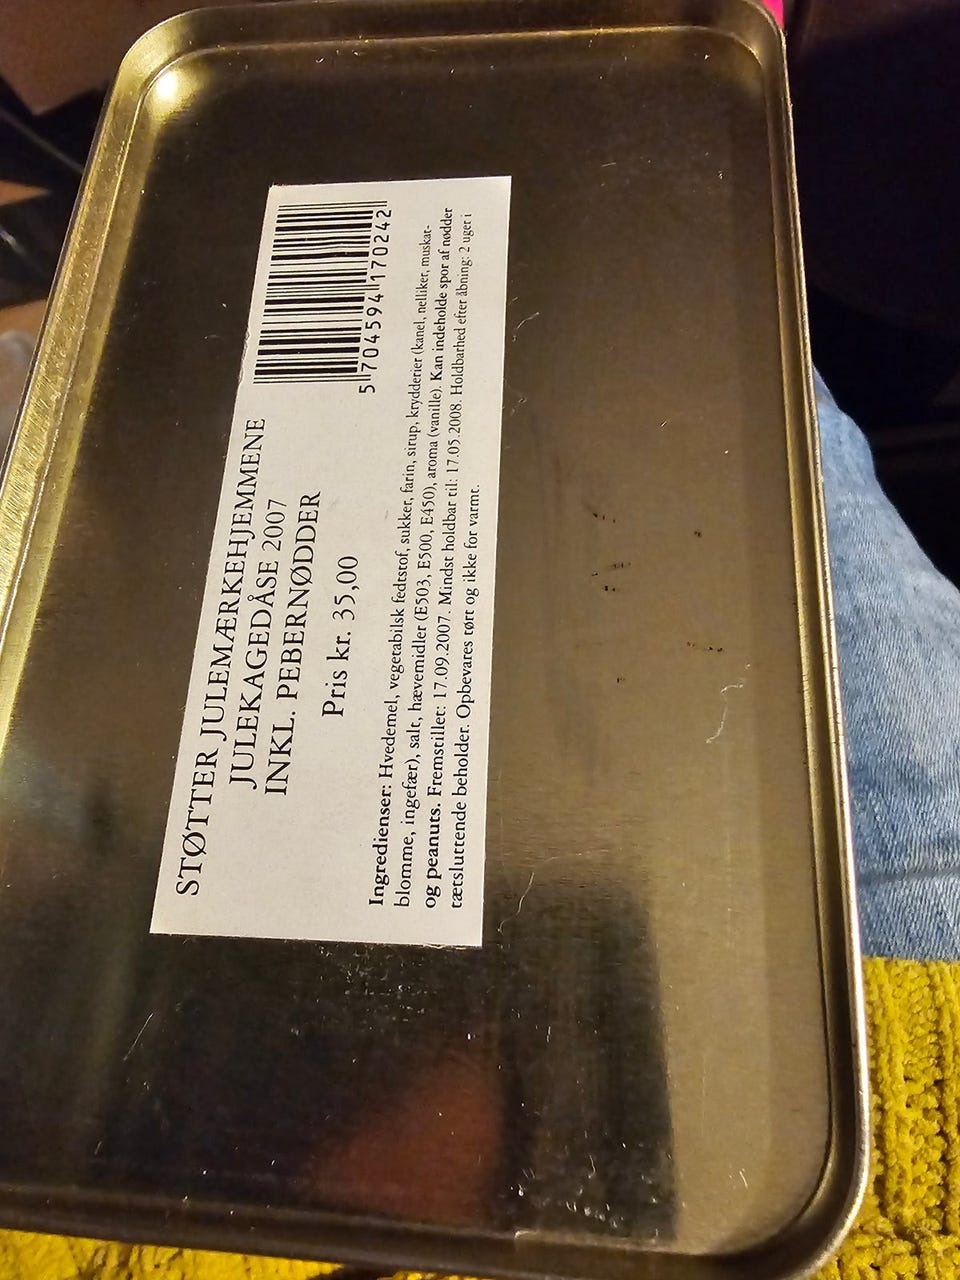 STØTTER JULEMÆRKEHJEMMENE
JULEKAGEDÅSE 2007
INKL. PEBERNØDDER
Pris kr. 35,00
5 704594 170242
Ingredienser: Hvedemel, vegetabilsk fedtstof, sukker, farin, sirup, krydderier (kanel, nelliker, muskat-
blomme, ingefær), salt, hævemidler (E503, E500, E450), aroma (vanille). Kan indeholde spor af nødder
og peanuts. Fremstillet: 17.09.2007. Mindst holdbar til: 17.05.2008. Holdbarhed efter åbning: 2 uger i
tætsluttende beholder. Opbevares tørt og ikke for varmt.